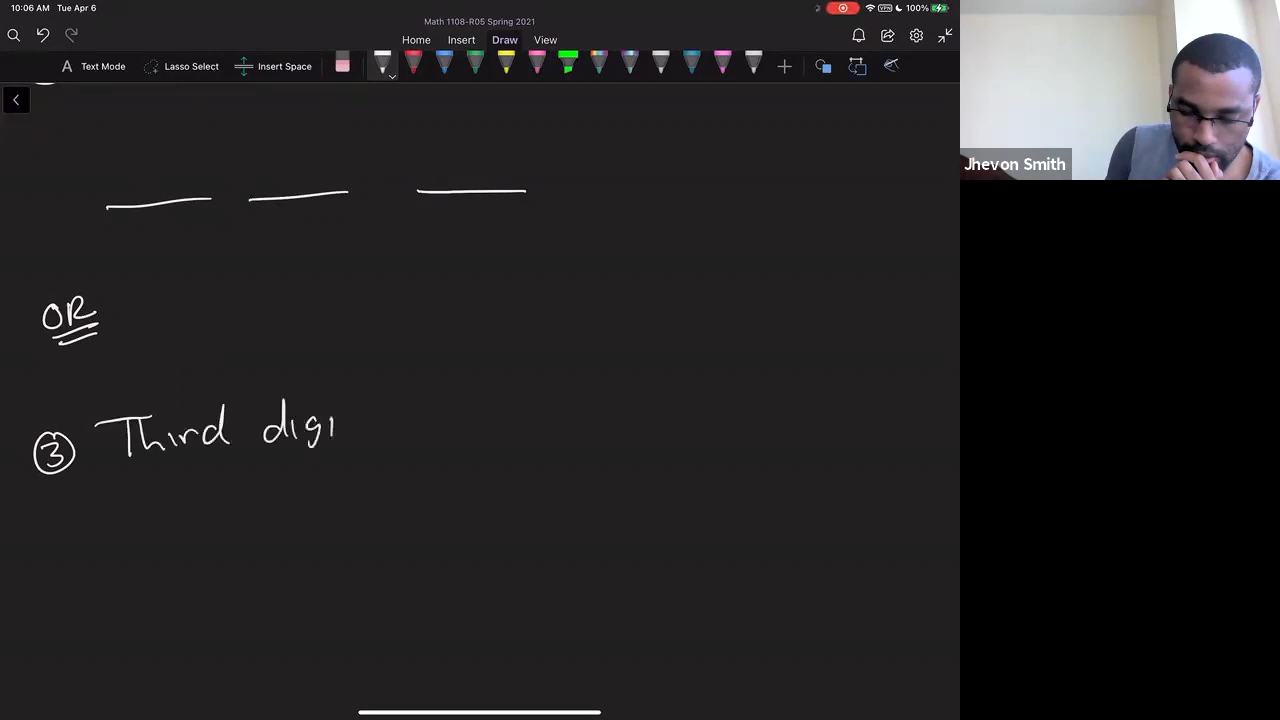 10:06 AM Tue Apr 6
VPN 100%
Math 1108-R05 Spring 2021
Home Insert Draw View
A Text Mode Lasso Select Insert Space
Jhevon Smith
OR
③ Third digi